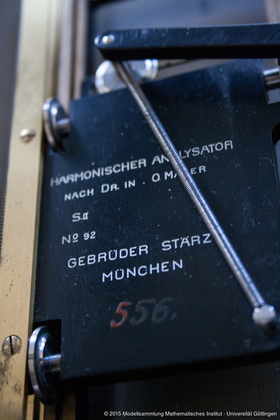 HARMONISCHER ANALYSATOR
NACH DR. IN . O MADER
S.II
No 92
GEBRÜDER STÄRZ
MÜNCHEN
556.
© 2015 Modellsammlung Mathematisches Institut · Universität Göttingen